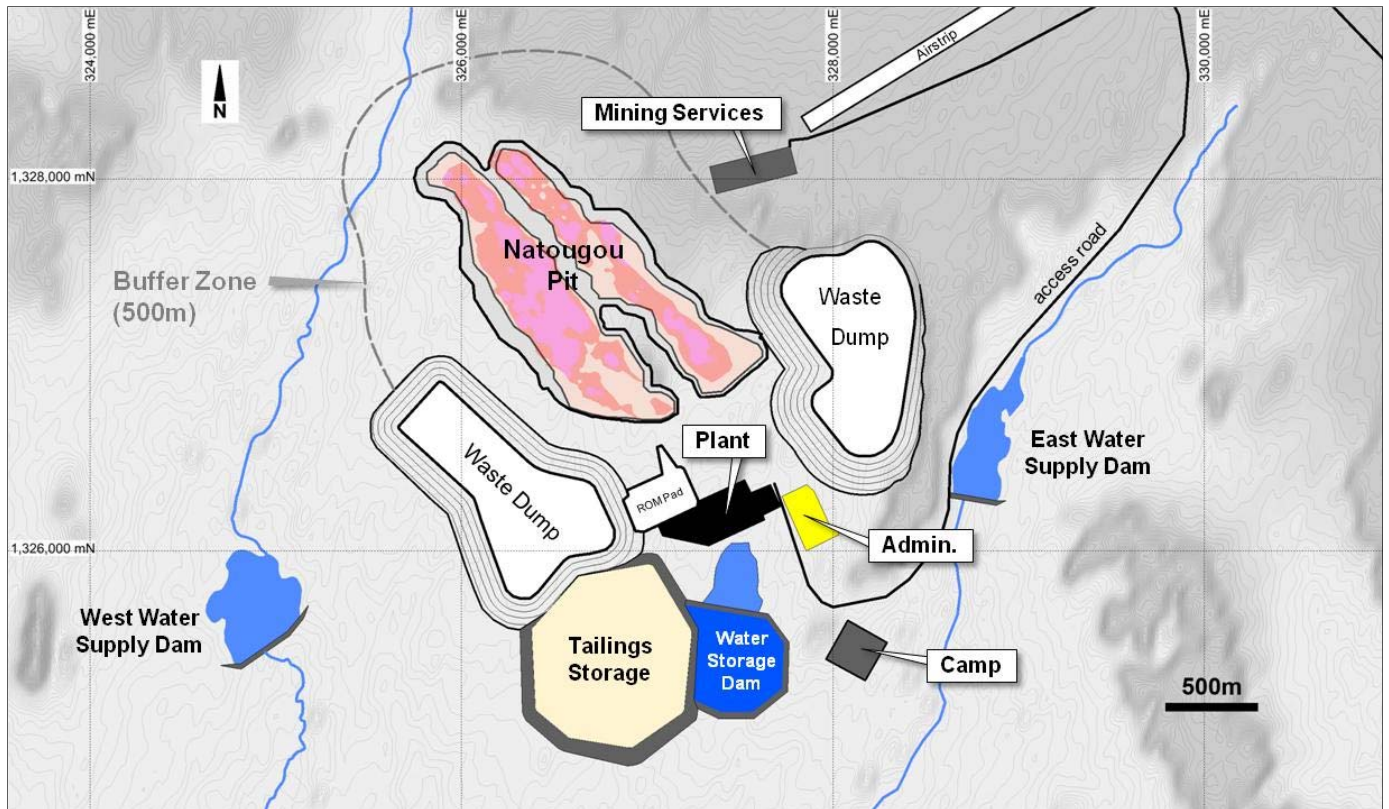 324,000 mE
326,000 mE
328,000 mE
330,000 mE
N
Airstrip
Mining Services
1,328,000 mN
Natougou
Pit
access road
Buffer Zone
(500m)
Waste
Dump
Plant
East Water
Supply Dam
Waste Dump
ROM Pad
1,326,000 mN
Admin.
West Water
Supply Dam
Tailings
Storage
Water
Storage
Dam
Camp
500m